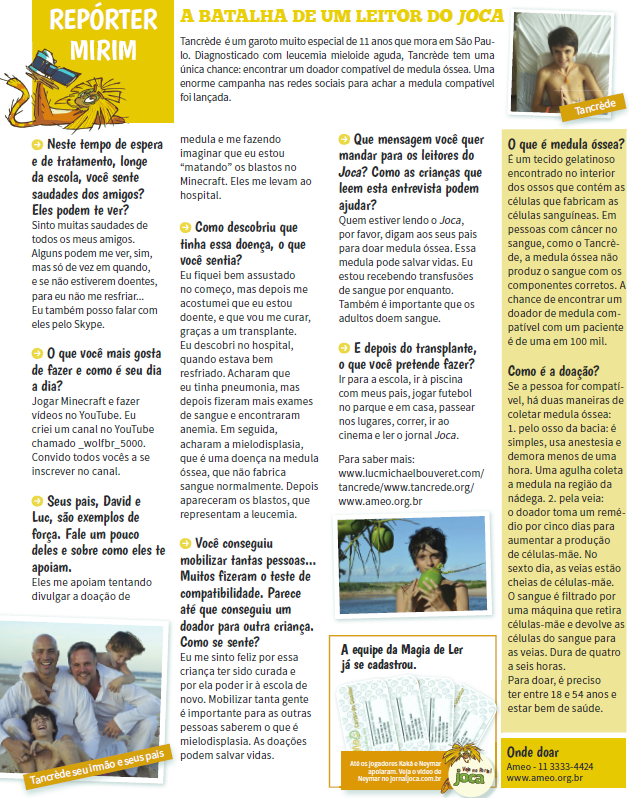 REPÓRTER
MIRIM
A BATALHA DE UM LEITOR DO JOCA
Tancrède é um garoto muito especial de 11 anos que mora em São Pau-
lo. Diagnosticado com leucemia mieloide aguda, Tancrède tem uma
única chance: encontrar um doador compatível de medula óssea. Uma
enorme campanha nas redes sociais para achar a medula compatível
foi lançada.
Tancrède
Neste tempo de espera
e de tratamento, longe
da escola, você sente
saudades dos amigos?
Eles podem te ver?
Sinto muitas saudades de
todos os meus amigos.
Alguns podem me ver, sim,
mas só de vez em quando,
e se não estiverem doentes,
para eu não me resfriar...
Eu também posso falar com
eles pelo Skype.
O que você mais gosta
de fazer e como é seu dia
a dia?
Jogar Minecraft e fazer
vídeos no YouTube. Eu
criei um canal no YouTube
chamado _wolfbr_5000.
Convido todos vocês a se
inscrever no canal.
Seus pais, David e
Luc, são exemplos de
força. Fale um pouco
deles e sobre como eles te
apoiam.
Eles me apoiam tentando
divulgar a doação de
Tancrède seu irmão e seus pais
medula e me fazendo
imaginar que eu estou
“matando” os blastos no
Minecraft. Eles me levam ao
hospital.
Como descobriu que
tinha essa doença, o que
você sentia?
Eu fiquei bem assustado
no começo, mas depois me
acostumei que eu estou
doente, e que vou me curar,
graças a um transplante.
Eu descobri no hospital,
quando estava bem
resfriado. Acharam que
eu tinha pneumonia, mas
depois fizeram mais exames
de sangue e encontraram
anemia. Em seguida,
acharam a mielodisplasia,
que é uma doença na medula
óssea, que não fabrica
sangue normalmente. Depois
apareceram os blastos, que
representam a leucemia.
Você conseguiu
mobilizar tantas pessoas...
Muitos fizeram o teste de
compatibilidade. Parece
até que conseguiu um
doador para outra criança.
Como se sente?
Eu me sinto feliz por essa
criança ter sido curada e
por ela poder ir à escola de
novo. Mobilizar tanta gente
é importante para as outras
pessoas saberem o que é
mielodisplasia. As doações
podem salvar vidas.
Que mensagem você quer
mandar para os leitores do
Joca? Como as crianças que
leem esta entrevista podem
ajudar?
Quem estiver lendo o Joca,
por favor, digam aos seus pais
para doar medula óssea. Essa
medula pode salvar vidas. Eu
estou recebendo transfusões
de sangue por enquanto.
Também é importante que os
adultos doem sangue.
E depois do transplante,
o que você pretende fazer?
Ir para a escola, ir à piscina
com meus pais, jogar futebol
no parque e em casa, passear
nos lugares, correr, ir ao
cinema e ler o jornal Joca.
Para saber mais:
www.lucmichaelbouveret.com/
tancrede/www.tancrede.org/
www.ameo.org.br
A equipe da Magia de Ler
já se cadastrou.
Até os jogadores Kaká e Neymar
apoiaram. Veja o vídeo de
Neymar no jornaljoca.com.br
Veja no Portal
joca
O que é medula óssea?
É um tecido gelatinoso
encontrado no interior
dos ossos que contém as
células que fabricam as
células sanguíneas. Em
pessoas com câncer no
sangue, como o Tancrè-
de, a medula óssea não
produz o sangue com os
componentes corretos. A
chance de encontrar um
doador de medula com-
patível com um paciente
é de uma em 100 mil.
Como é a doação?
Se a pessoa for compatí-
vel, há duas maneiras de
coletar medula óssea:
1. pelo osso da bacia: é
simples, usa anestesia e
demora menos de uma
hora. Uma agulha coleta
a medula na região da
nádega. 2. pela veia:
o doador toma um remé-
dio por cinco dias para
aumentar a produção
de células-mãe. No
sexto dia, as veias estão
cheias de células-mãe.
O sangue é filtrado por
uma máquina que retira
células-mãe e devolve as
células do sangue para
as veias. Dura de quatro
a seis horas.
Para doar, é preciso
ter entre 18 e 54 anos e
estar bem de saúde.
Onde doar
Ameo - 11 3333-4424
www.ameo.org.br